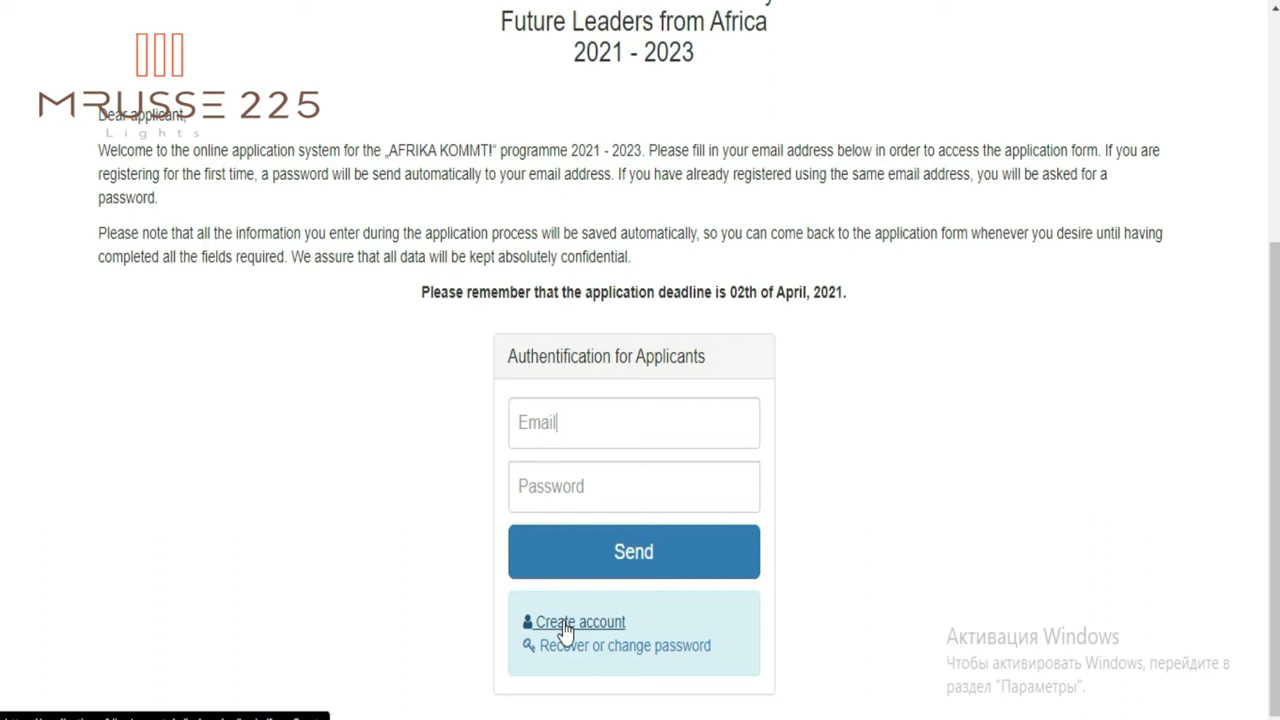 Future Leaders from Africa
2021 - 2023
MRUSSE 225
Lights
Dear applicant,
Welcome to the online application system for the „AFRIKA KOMMT!“ programme 2021 - 2023. Please fill in your email address below in order to access the application form. If you are
registering for the first time, a password will be send automatically to your email address. If you have already registered using the same email address, you will be asked for a
password.
Please note that all the information you enter during the application process will be saved automatically, so you can come back to the application form whenever you desire until having
completed all the fields required. We assure that all data will be kept absolutely confidential.
Please remember that the application deadline is 02th of April, 2021.
Authentification for Applicants
Email
Password
Send
Create account
Recover or change password
Активация Windows
Чтобы активировать Windows, перейдите в
раздел "Параметры".